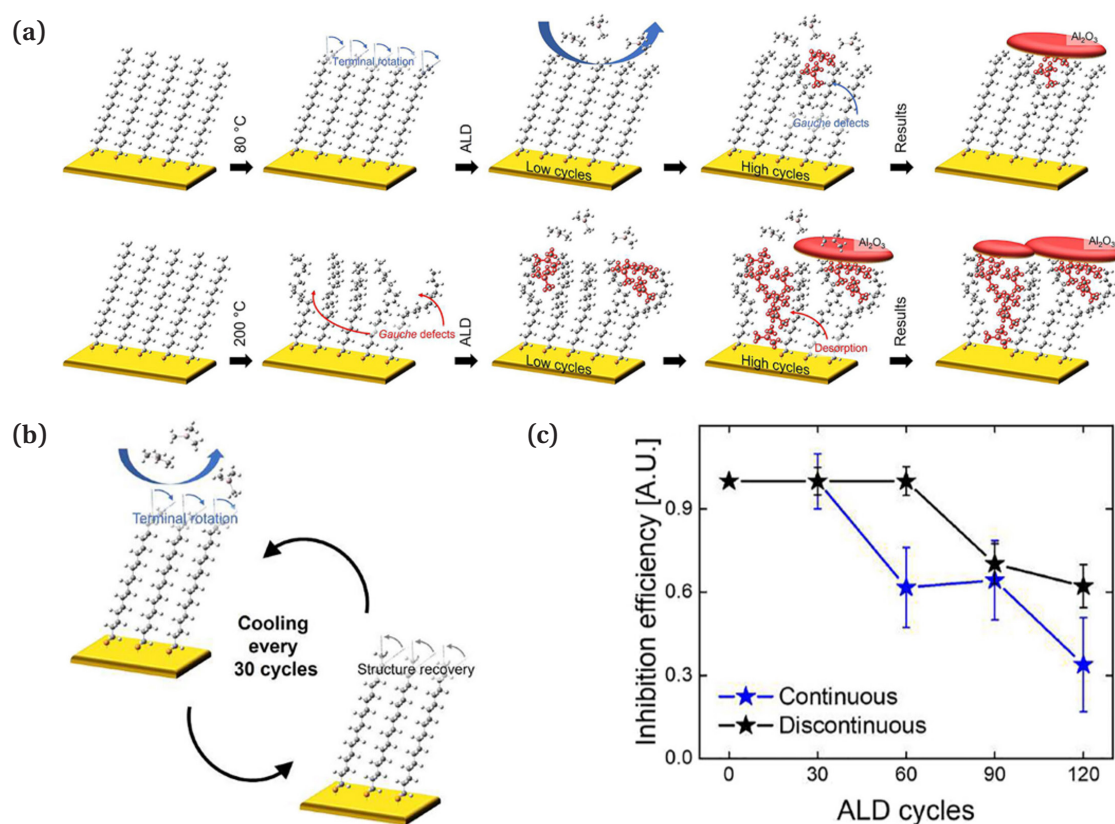 (a)
80 °C
Terminal rotation
ALD
Low cycles
Gauche defects
High cycles
Results
Al₂O₃
200 °C
Gauche defects
ALD
Low cycles
Al₂O₃
Desorption
High cycles
Results
Al₂O₃
(b)
Terminal rotation
Cooling
every
30 cycles
Structure recovery
(c)
Inhibition efficiency [A.U.]
0.9
0.6
0.3
0.0
Continuous
Discontinuous
0 30 60 90 120
ALD cycles